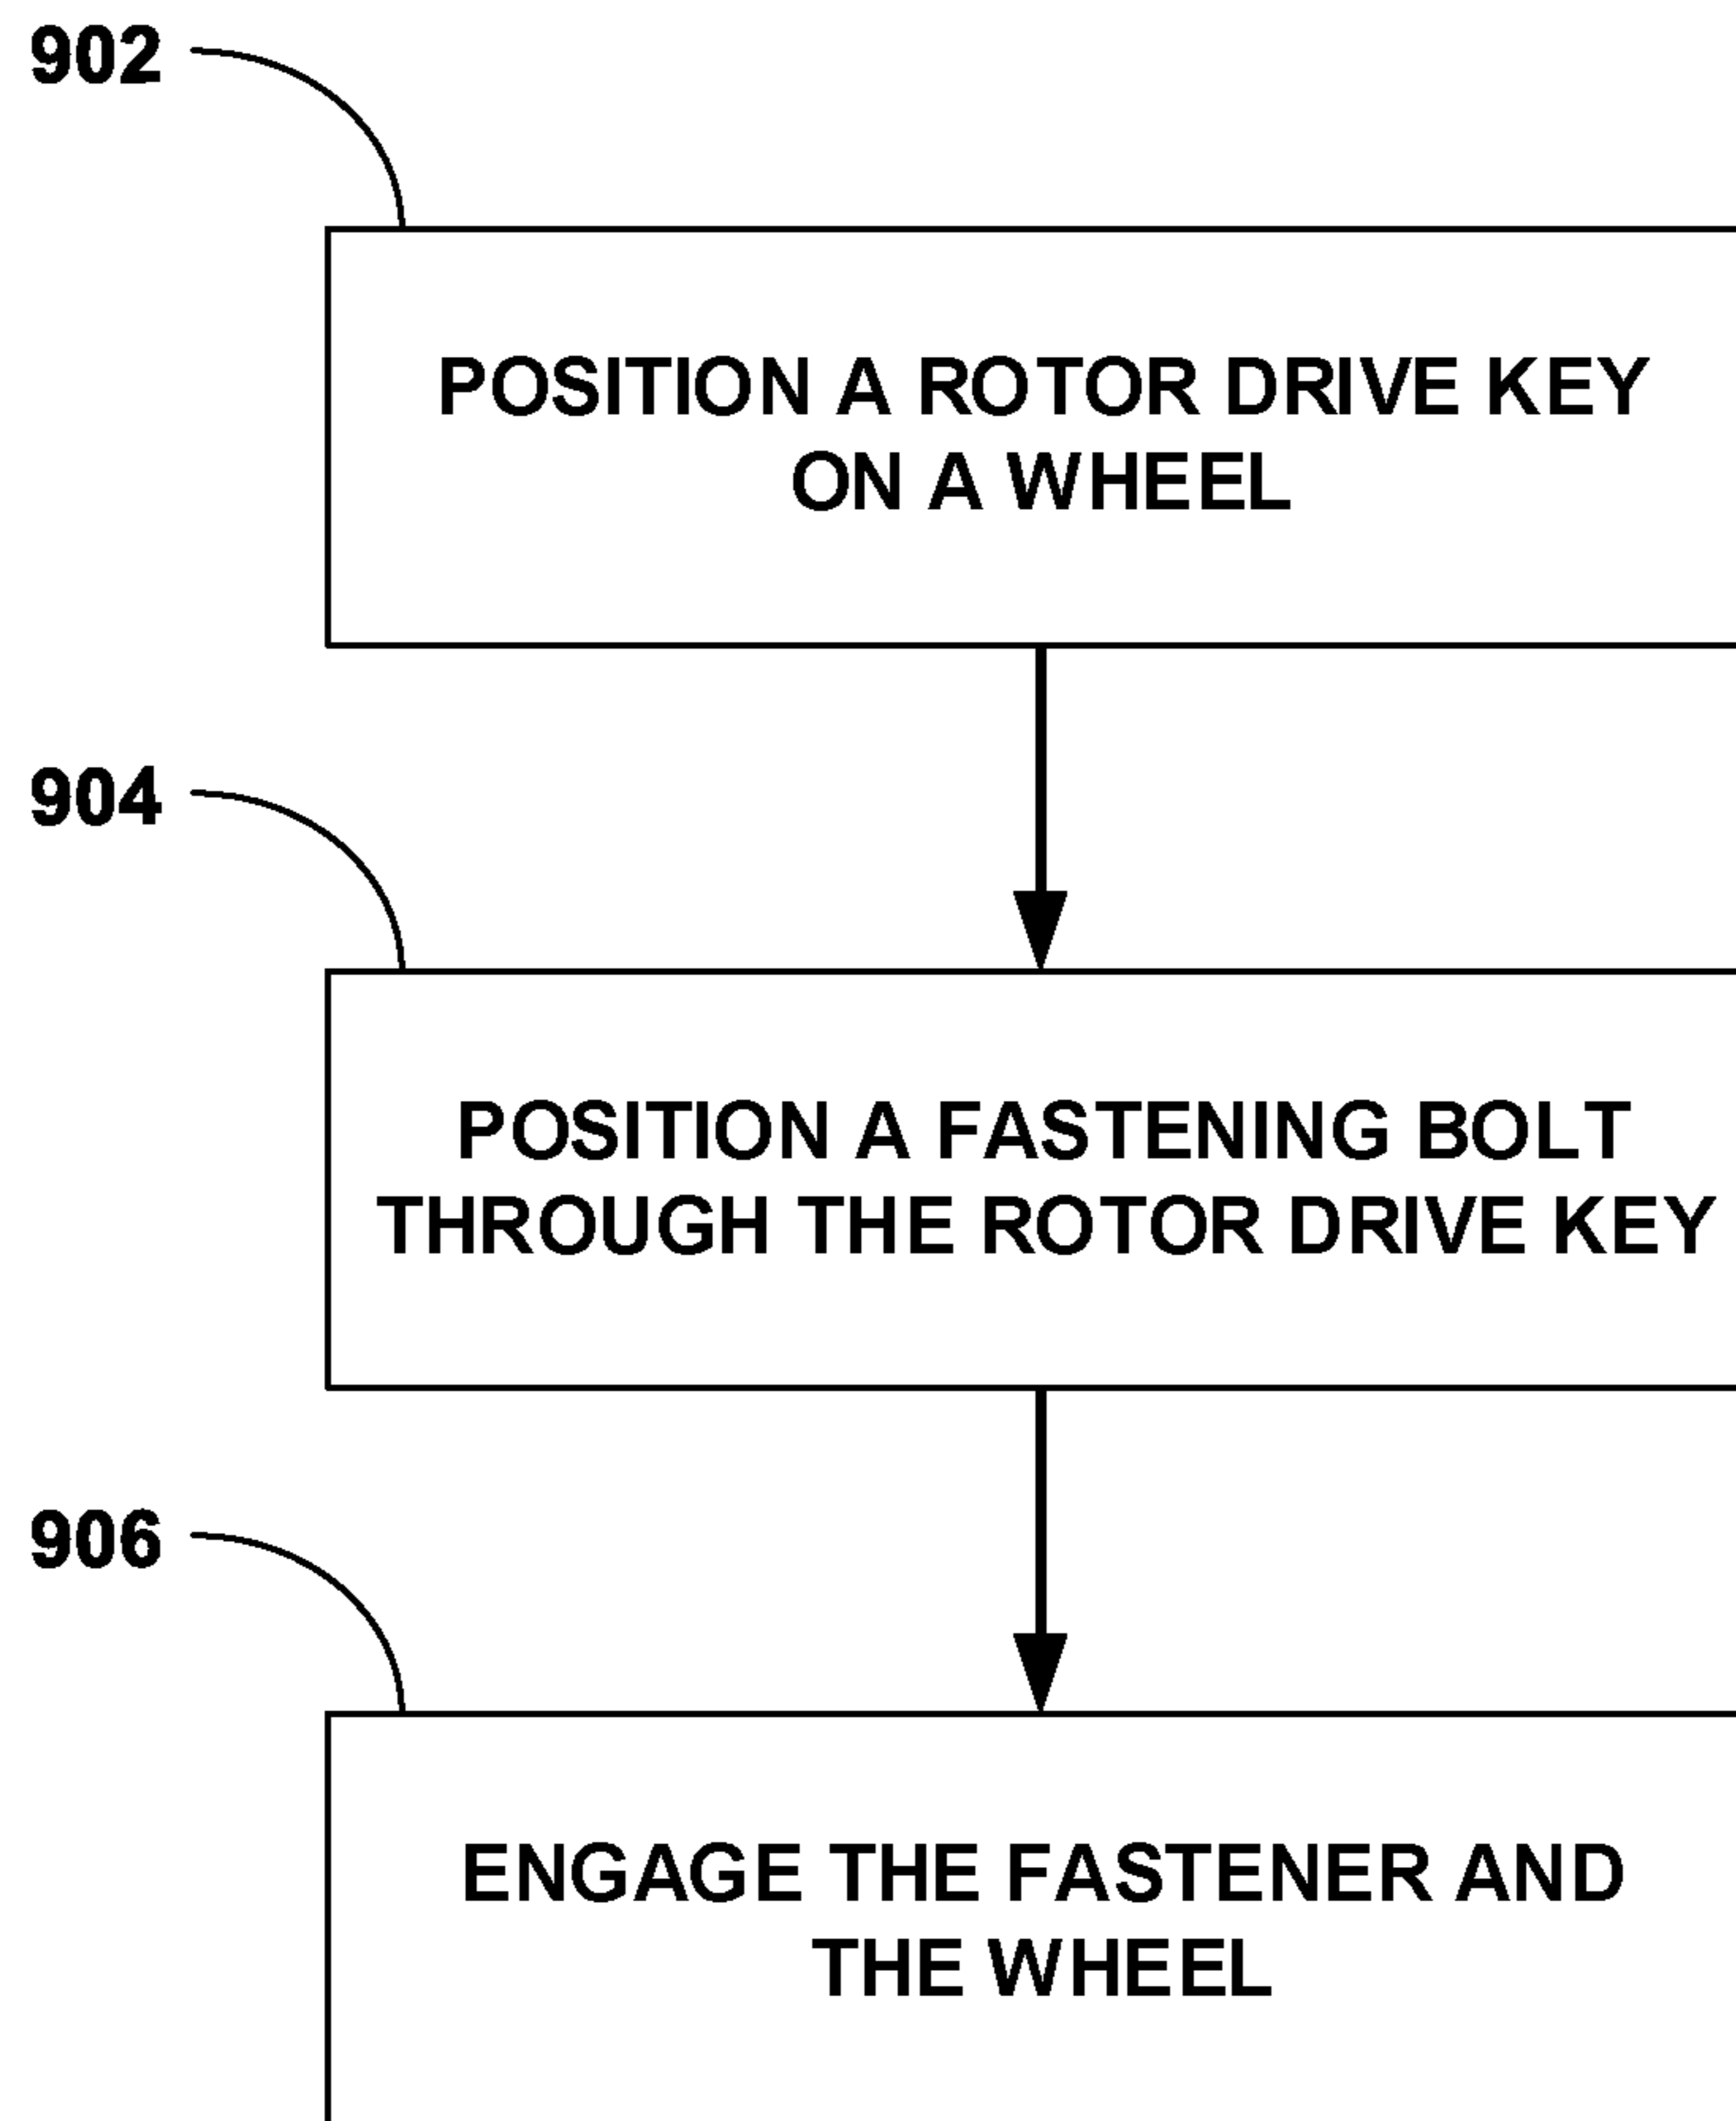 902
POSITION A ROTOR DRIVE KEY
ON A WHEEL
904
POSITION A FASTENING BOLT
THROUGH THE ROTOR DRIVE KEY
906
ENGAGE THE FASTENER AND
THE WHEEL